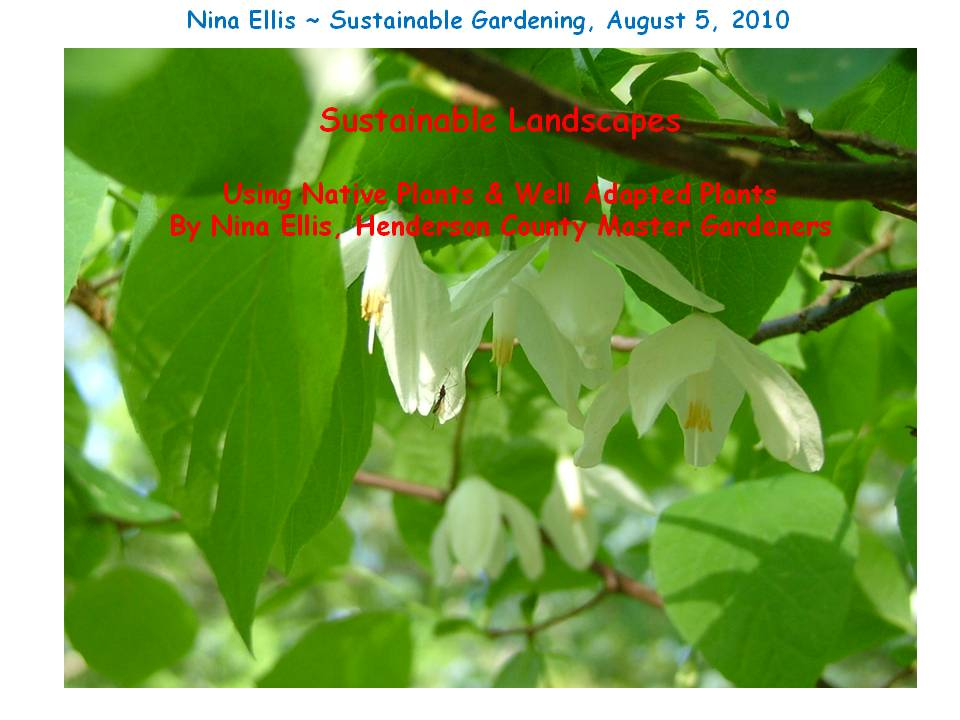 Nina Ellis ~ Sustainable Gardening, August 5, 2010
Sustainable Landscapes
Using Native Plants & Well Adapted Plants
By Nina Ellis, Henderson County Master Gardeners